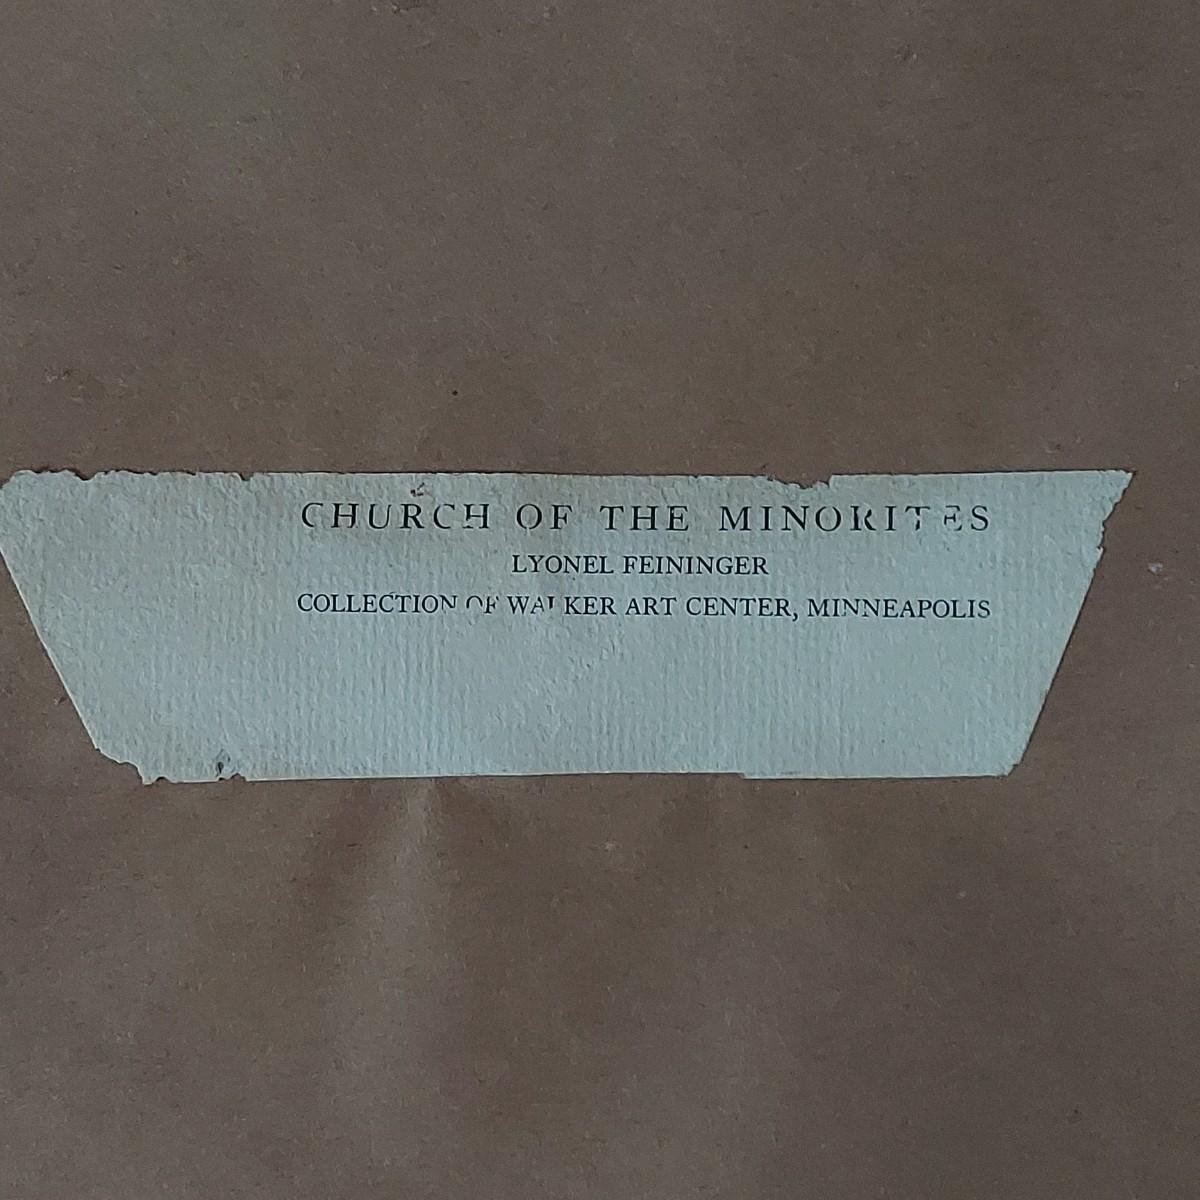 CHURCH OF THE MINORITES
LYONEL FEININGER
COLLECTION OF WALKER ART CENTER, MINNEAPOLIS